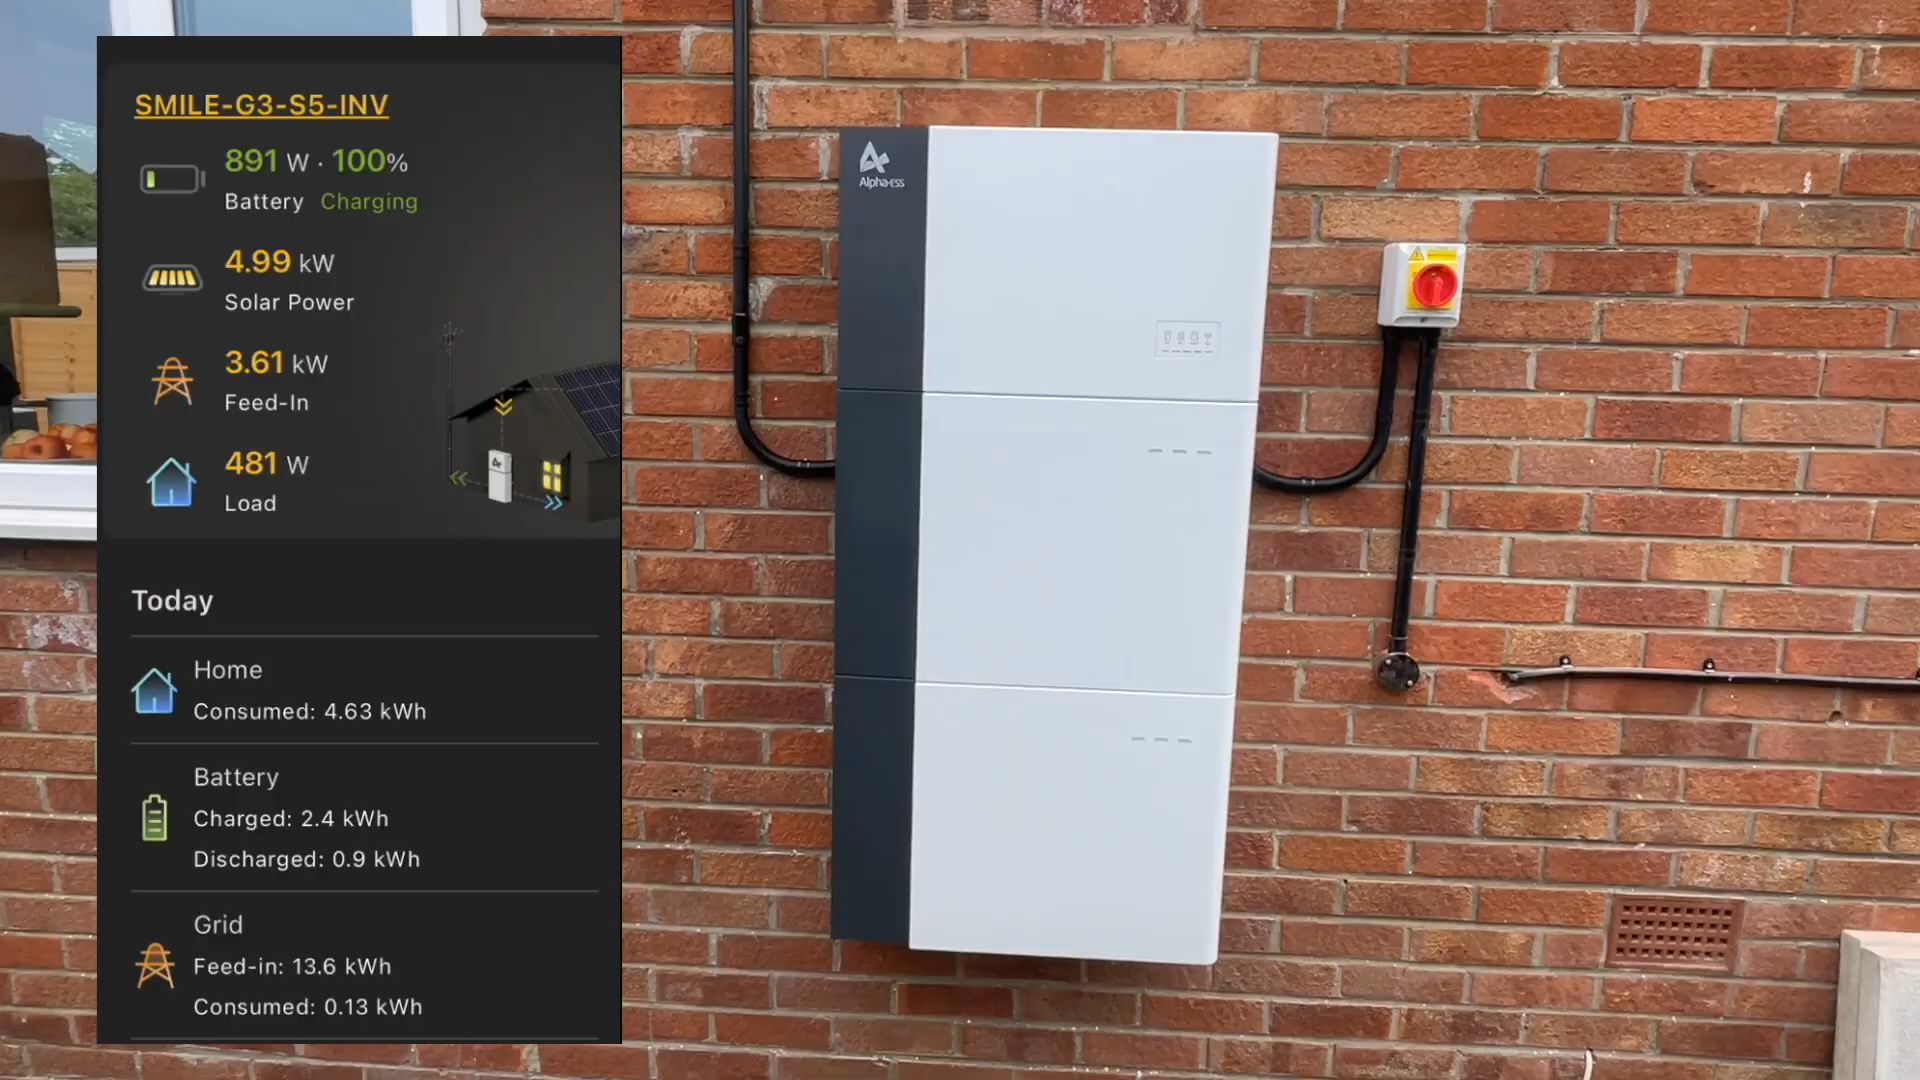 SMILE-G3-S5-INV
891 W · 100%
Battery Charging
4.99 kW
Solar Power
3.61 kW
Feed-In
481 W
Load
Today
Home
Consumed: 4.63 kWh
Battery
Charged: 2.4 kWh
Discharged: 0.9 kWh
Grid
Feed-in: 13.6 kWh
Consumed: 0.13 kWh
Alpha-ESS